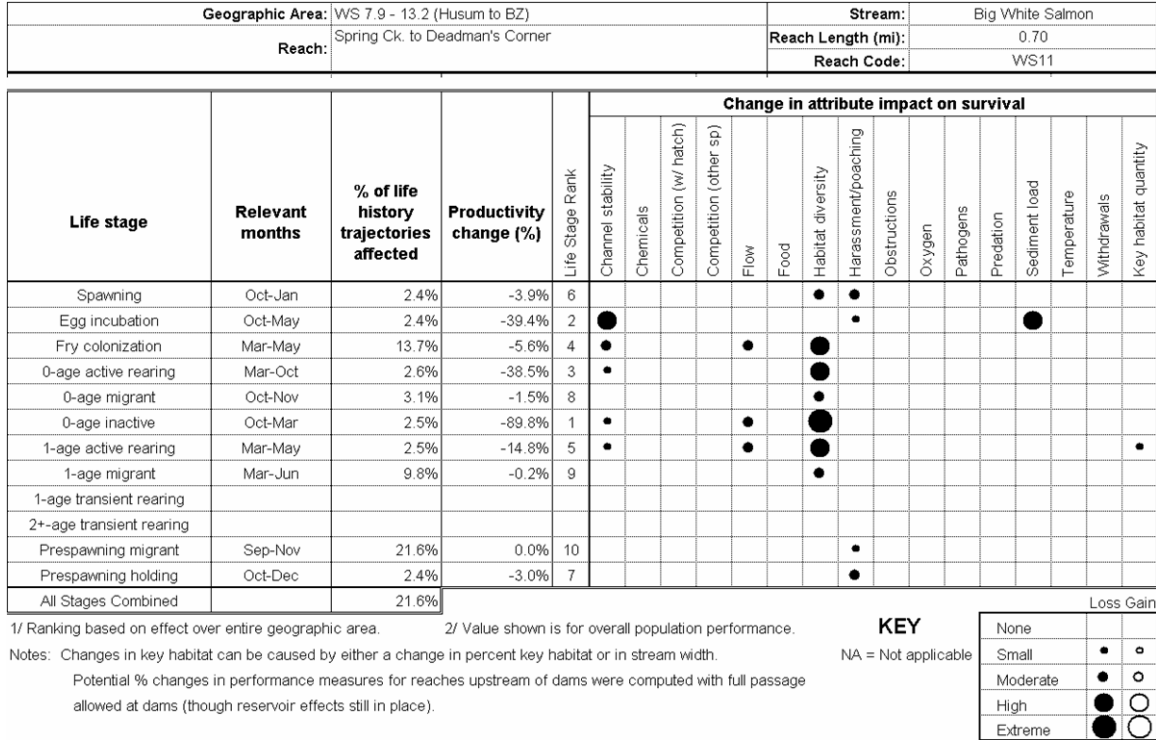 Geographic Area: WS 7.9 - 13.2 (Husum to BZ) Stream: Big White Salmon
Reach: Spring Ck. to Deadman's Corner Reach Length (mi): 0.70
Reach Code: WS11
Change in attribute impact on survival
Life stage Relevant months % of life history trajectories affected Productivity change (%) Life Stage Rank Channel stability Chemicals Competition (w/ hatch) Competition (other sp) Flow Food Habitat diversity Harassment/poaching Obstructions Oxygen Pathogens Predation Sediment load Temperature Withdrawals Key habitat quantity
Spawning Oct-Jan 2.4% -3.9% 6
Egg incubation Oct-May 2.4% -39.4% 2
Fry colonization Mar-May 13.7% -5.6% 4
0-age active rearing Mar-Oct 2.6% -38.5% 3
0-age migrant Oct-Nov 3.1% -1.5% 8
0-age inactive Oct-Mar 2.5% -89.8% 1
1-age active rearing Mar-May 2.5% -14.8% 5
1-age migrant Mar-Jun 9.8% -0.2% 9
1-age transient rearing
2+-age transient rearing
Prespawning migrant Sep-Nov 21.6% 0.0% 10
Prespawning holding Oct-Dec 2.4% -3.0% 7
All Stages Combined 21.6%
Loss Gain
1/ Ranking based on effect over entire geographic area. 2/ Value shown is for overall population performance. KEY None
Notes: Changes in key habitat can be caused by either a change in percent key habitat or in stream width. NA = Not applicable Small
Potential % changes in performance measures for reaches upstream of dams were computed with full passage Moderate
allowed at dams (though reservoir effects still in place). High
Extreme